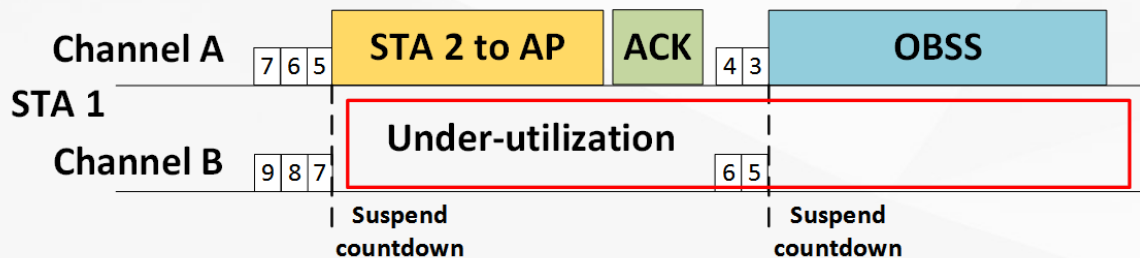 Channel A
7 6 5
STA 2 to AP
ACK
4 3
OBSS
STA 1
Under-utilization
Channel B
9 8 7
6 5
Suspend
countdown
Suspend
countdown